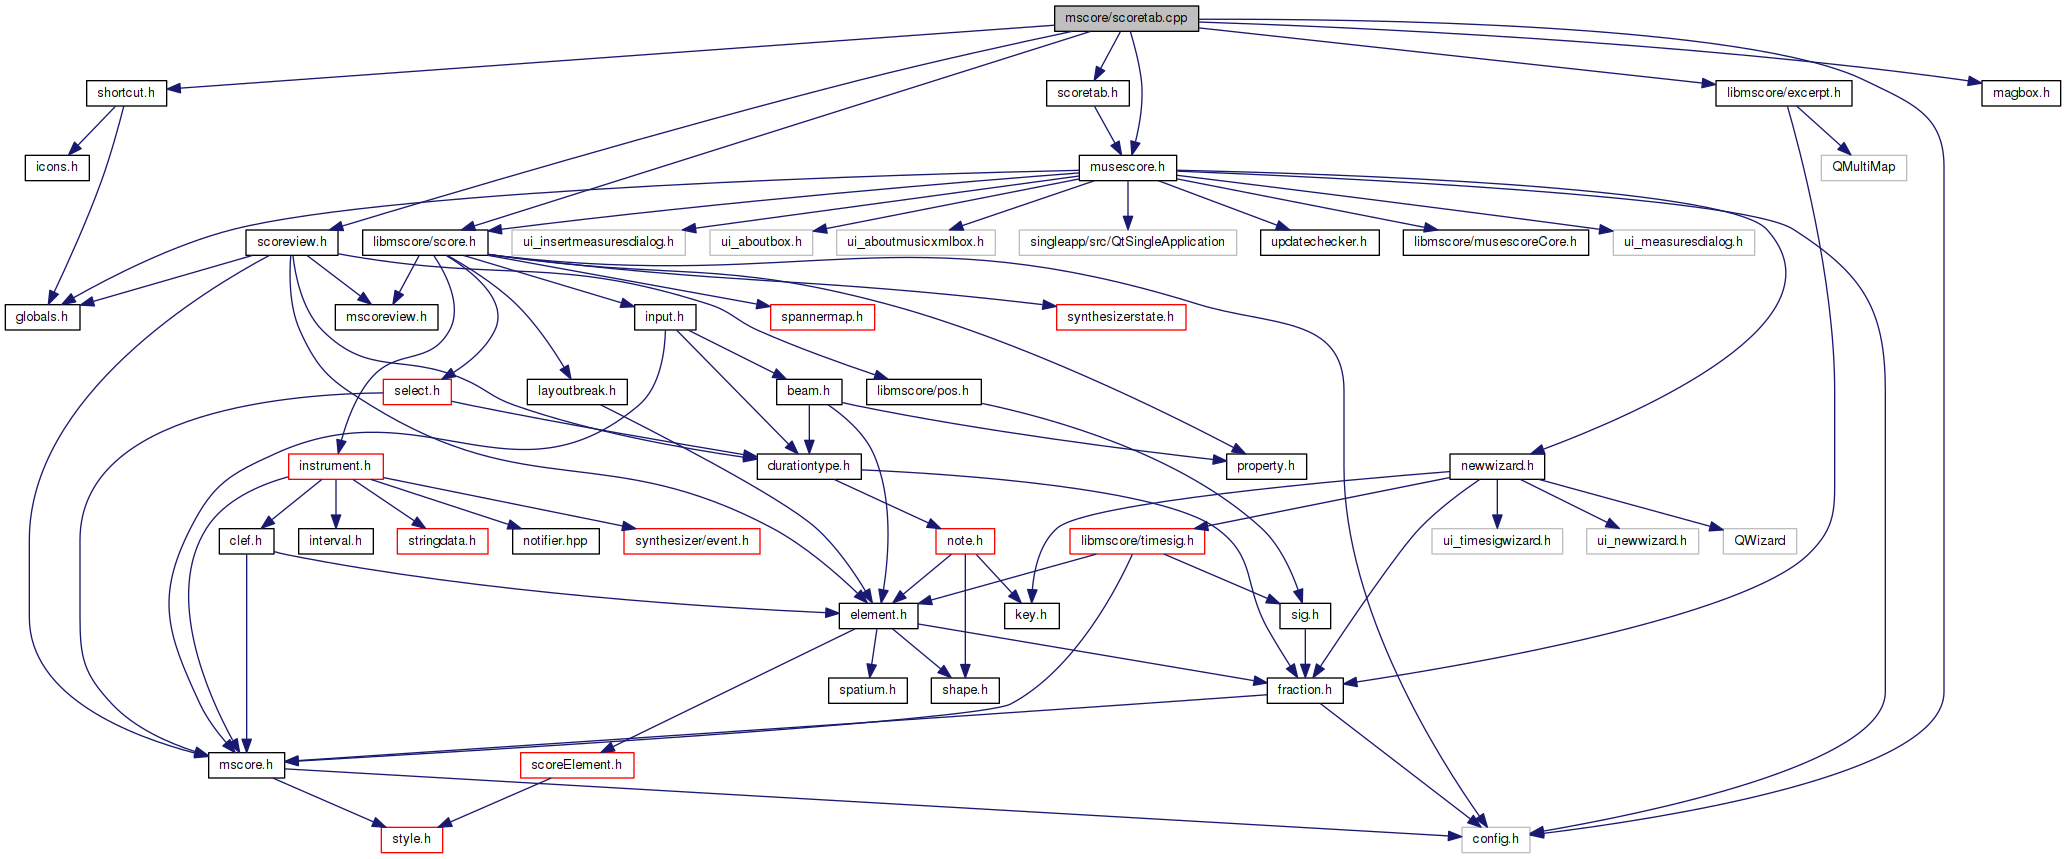 mscore/scoretab.cpp
shortcut.h
scoretab.h
libmscore/excerpt.h
magbox.h
icons.h
musescore.h
QMultiMap
scoreview.h
libmscore/score.h
ui_insertmeasuresdialog.h
ui_aboutbox.h
ui_aboutmusicxmlbox.h
singleapp/src/QtSingleApplication
updatechecker.h
libmscore/musescoreCore.h
ui_measuresdialog.h
globals.h
mscoreview.h
input.h
spannermap.h
synthesizerstate.h
select.h
layoutbreak.h
beam.h
libmscore/pos.h
instrument.h
durationtype.h
property.h
newwizard.h
clef.h
interval.h
stringdata.h
notifier.hpp
synthesizer/event.h
note.h
libmscore/timesig.h
ui_timesigwizard.h
ui_newwizard.h
QWizard
element.h
key.h
sig.h
spatium.h
shape.h
fraction.h
mscore.h
scoreElement.h
style.h
config.h